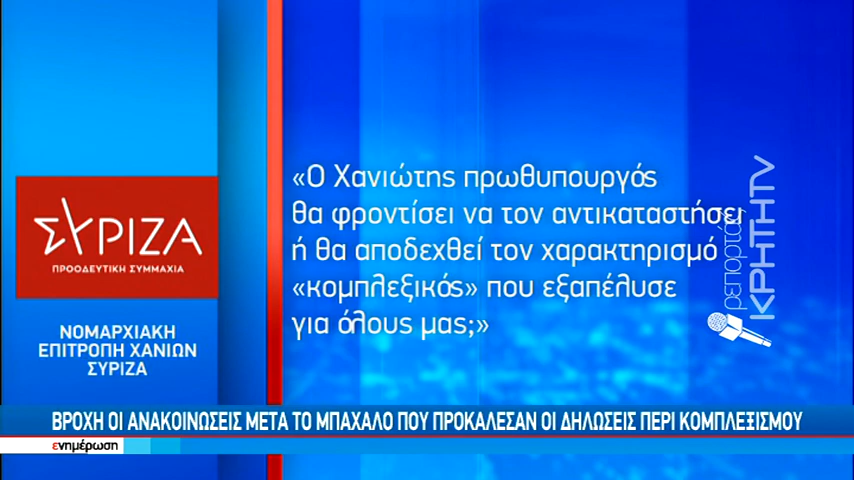 «Ο Χανιώτης πρωθυπουργός
θα φροντίσει να τον αντικαταστήσει
ή θα αποδεχθεί τον χαρακτηρισμό
«κομπλεξικός» που εξαπέλυσε
για όλους μας;»
ΣΥΡΙΖΑ
ΠΡΟΟΔΕΥΤΙΚΗ ΣΥΜΜΑΧΙΑ
ΝΟΜΑΡΧΙΑΚΗ
ΕΠΙΤΡΟΠΗ ΧΑΝΙΩΝ
ΣΥΡΙΖΑ
ρεπορτάζ
ΚΡΗΤΗTV
ΒΡΟΧΗ ΟΙ ΑΝΑΚΟΙΝΩΣΕΙΣ ΜΕΤΑ ΤΟ ΜΠΑΧΑΛΟ ΠΟΥ ΠΡΟΚΑΛΕΣΑΝ ΟΙ ΔΗΛΩΣΕΙΣ ΠΕΡΙ ΚΟΜΠΛΕΞΙΣΜΟΥ
ενημέρωση